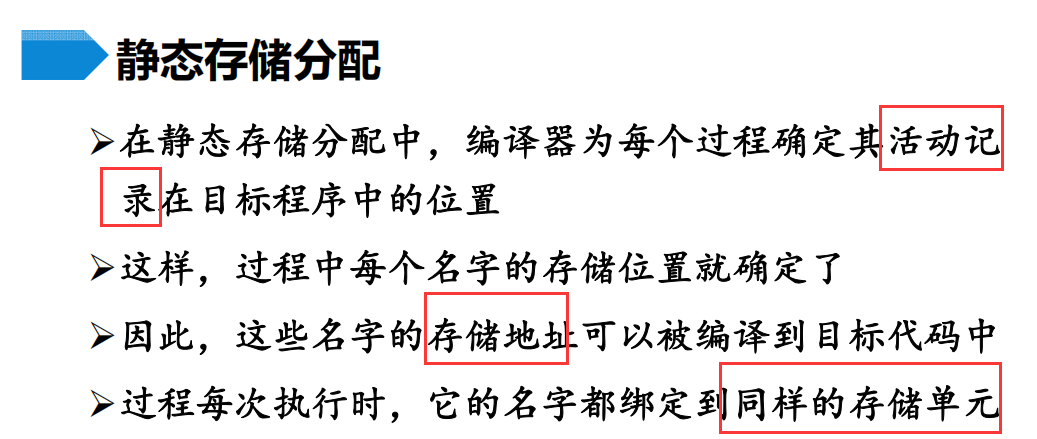 静态存储分配
➢在静态存储分配中，编译器为每个过程确定其活动记
录在目标程序中的位置
➢这样，过程中每个名字的存储位置就确定了
➢因此，这些名字的存储地址可以被编译到目标代码中
➢过程每次执行时，它的名字都绑定到同样的存储单元